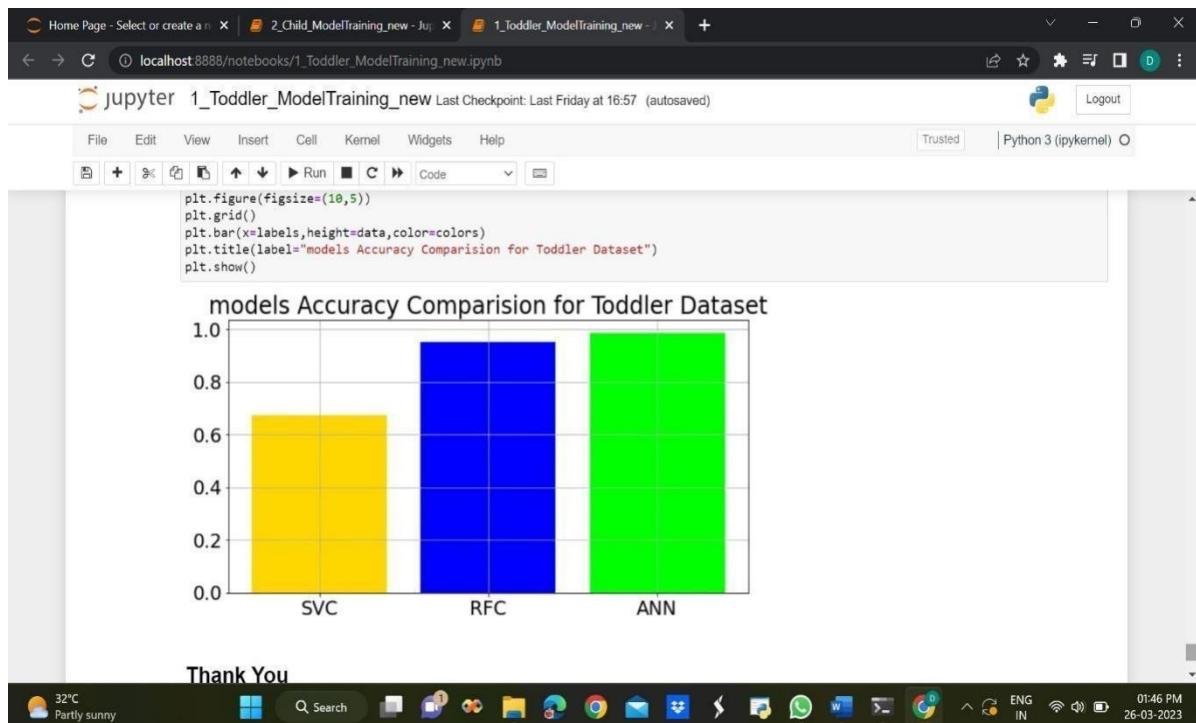 Home Page - Select or create a n
2_Child_ModelTraining_new - Jup
1_Toddler_ModelTraining_new - J
localhost:8888/notebooks/1_Toddler_ModelTraining_new.ipynb
D
jupyter 1_Toddler_ModelTraining_new Last Checkpoint: Last Friday at 16:57 (autosaved)
Logout
File Edit View Insert Cell Kernel Widgets Help
Trusted
Python 3 (ipykernel)
Run
Code
plt.figure(figsize=(10,5))
plt.grid()
plt.bar(x=labels,height=data,color=colors)
plt.title(label="models Accuracy Comparision for Toddler Dataset")
plt.show()
models Accuracy Comparision for Toddler Dataset
1.0
0.8
0.6
0.4
0.2
0.0
SVC RFC ANN
Thank You
32°C
Partly sunny
Search
ENG
IN
01:46 PM
26-03-2023